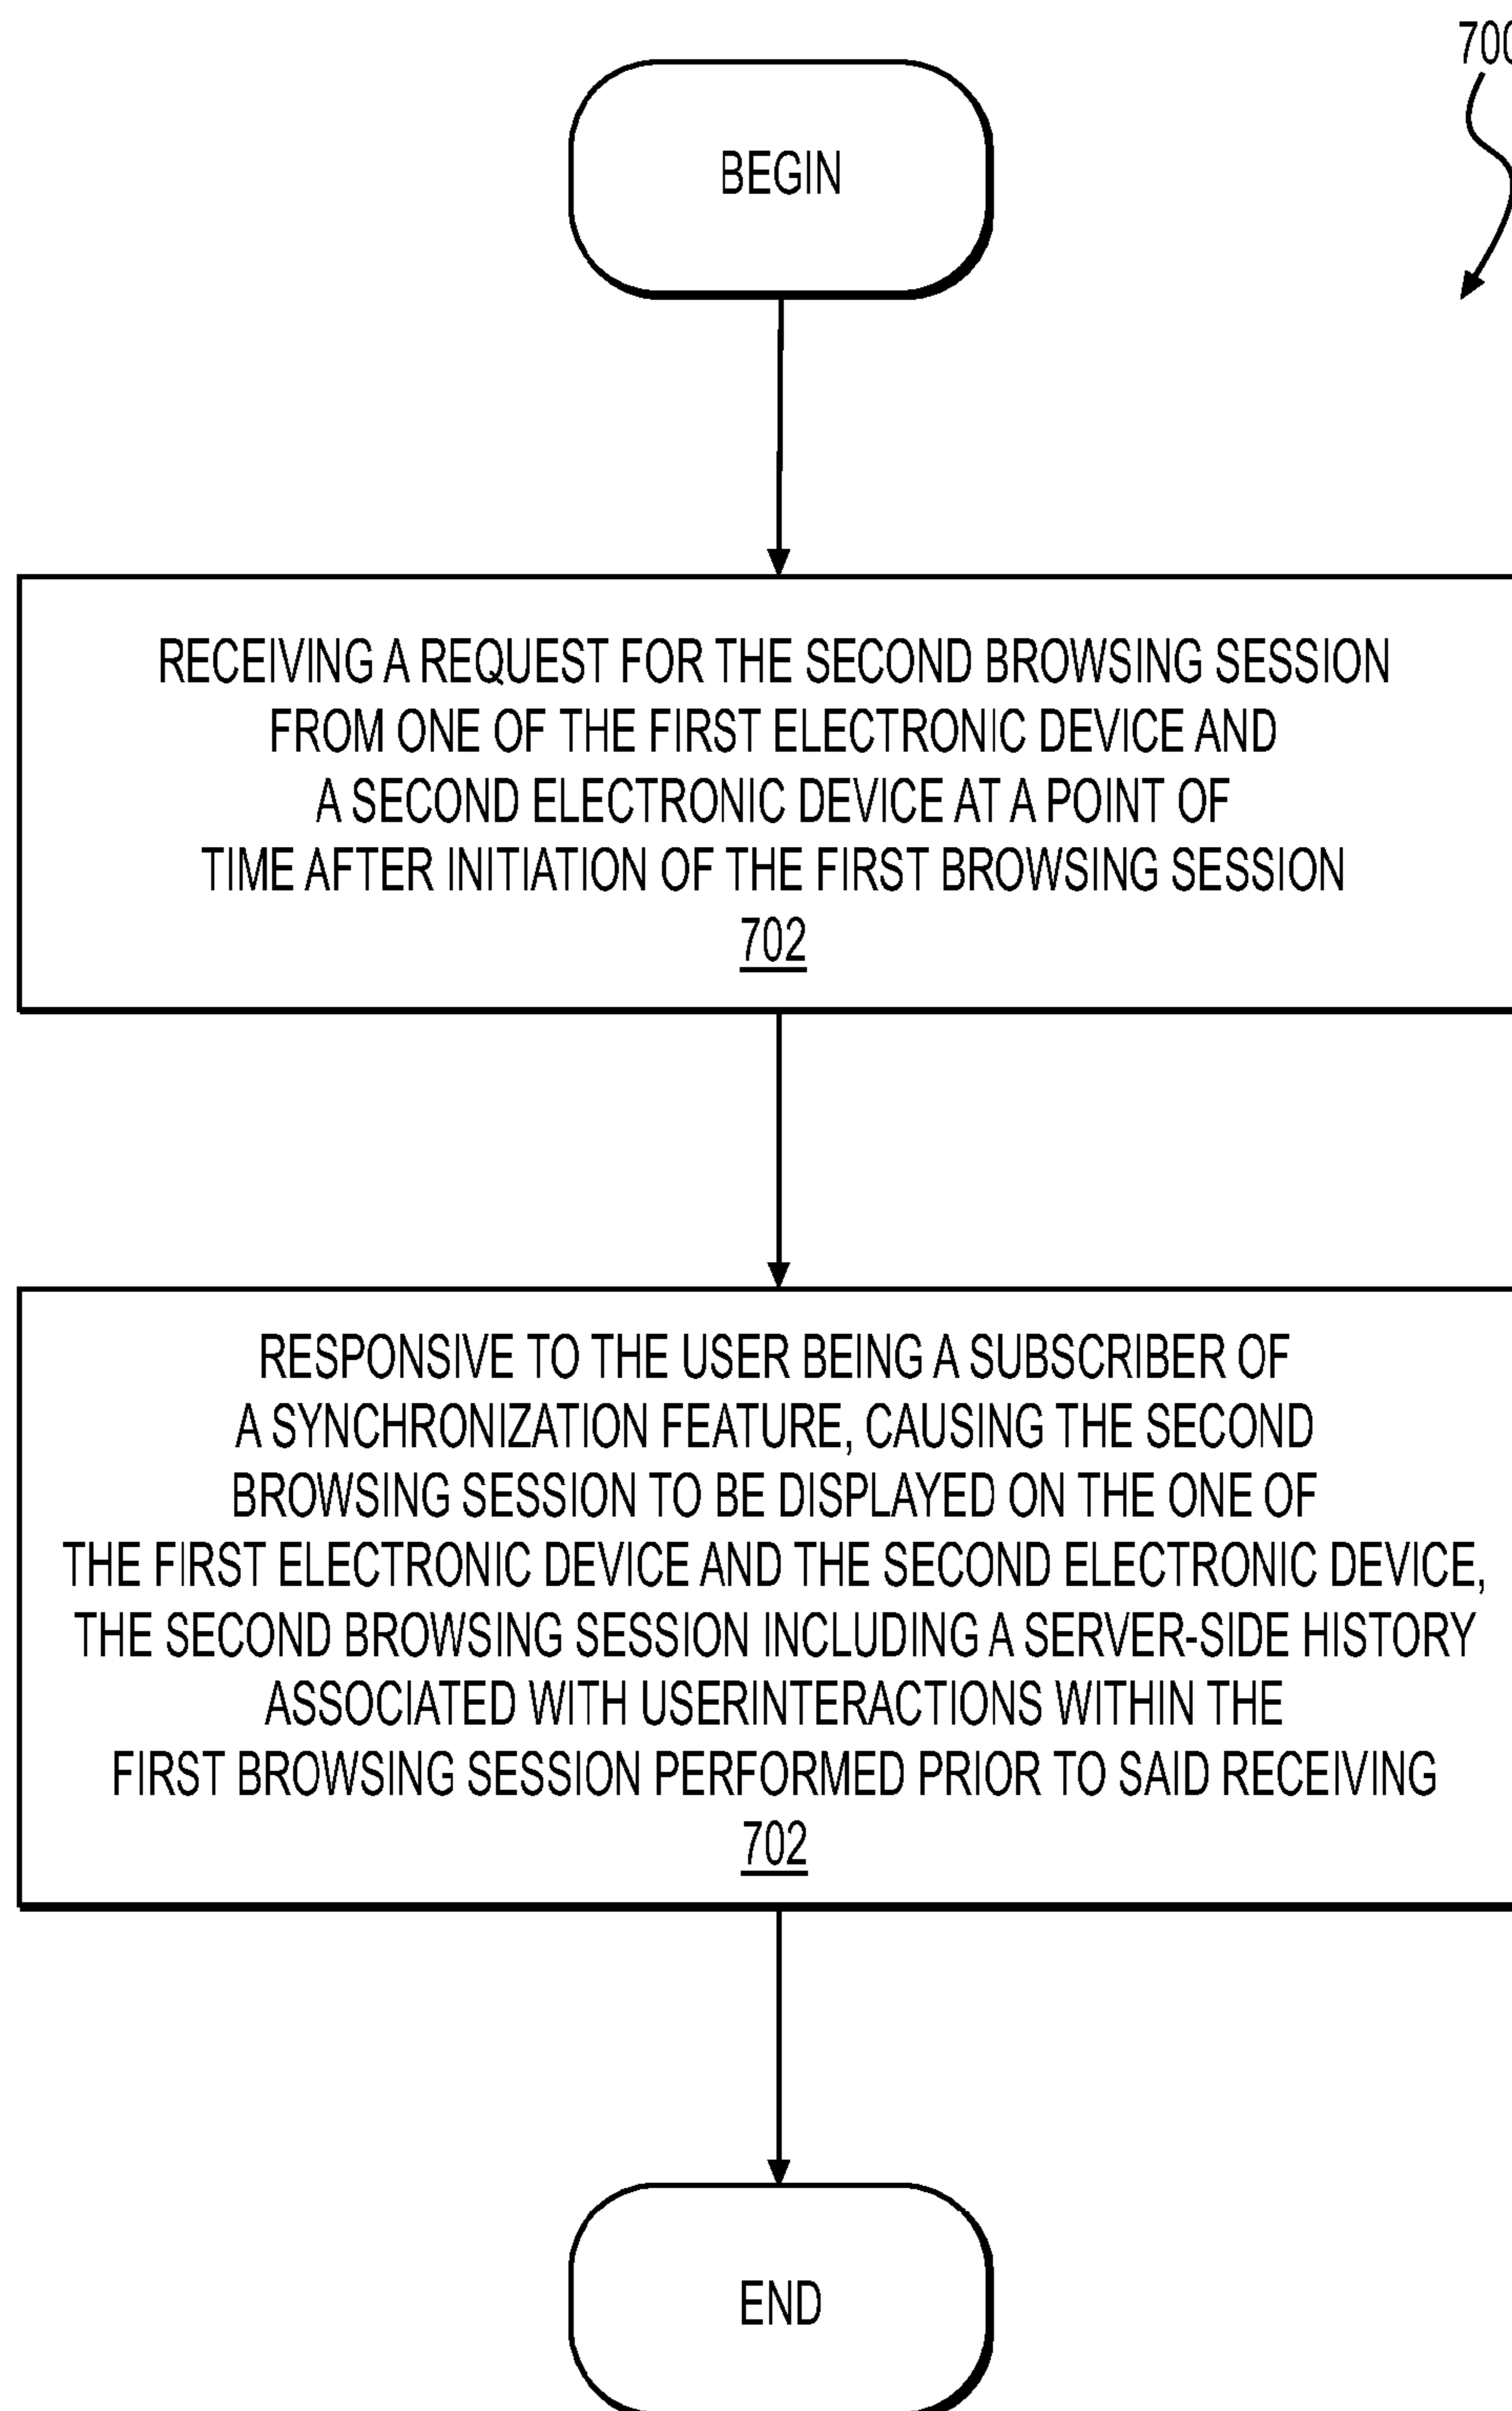 700
BEGIN
RECEIVING A REQUEST FOR THE SECOND BROWSING SESSION
FROM ONE OF THE FIRST ELECTRONIC DEVICE AND
A SECOND ELECTRONIC DEVICE AT A POINT OF
TIME AFTER INITIATION OF THE FIRST BROWSING SESSION
702
RESPONSIVE TO THE USER BEING A SUBSCRIBER OF
A SYNCHRONIZATION FEATURE, CAUSING THE SECOND
BROWSING SESSION TO BE DISPLAYED ON THE ONE OF
THE FIRST ELECTRONIC DEVICE AND THE SECOND ELECTRONIC DEVICE,
THE SECOND BROWSING SESSION INCLUDING A SERVER-SIDE HISTORY
ASSOCIATED WITH USERINTERACTIONS WITHIN THE
FIRST BROWSING SESSION PERFORMED PRIOR TO SAID RECEIVING
702
END